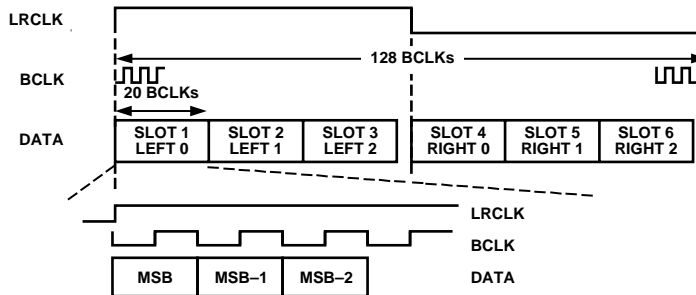 LRCLK
128 BCLKs
BCLK
20 BCLKs
DATA
SLOT 1
LEFT 0
SLOT 2
LEFT 1
SLOT 3
LEFT 2
SLOT 4
RIGHT 0
SLOT 5
RIGHT 1
SLOT 6
RIGHT 2
LRCLK
BCLK
MSB
MSB–1
MSB–2
DATA